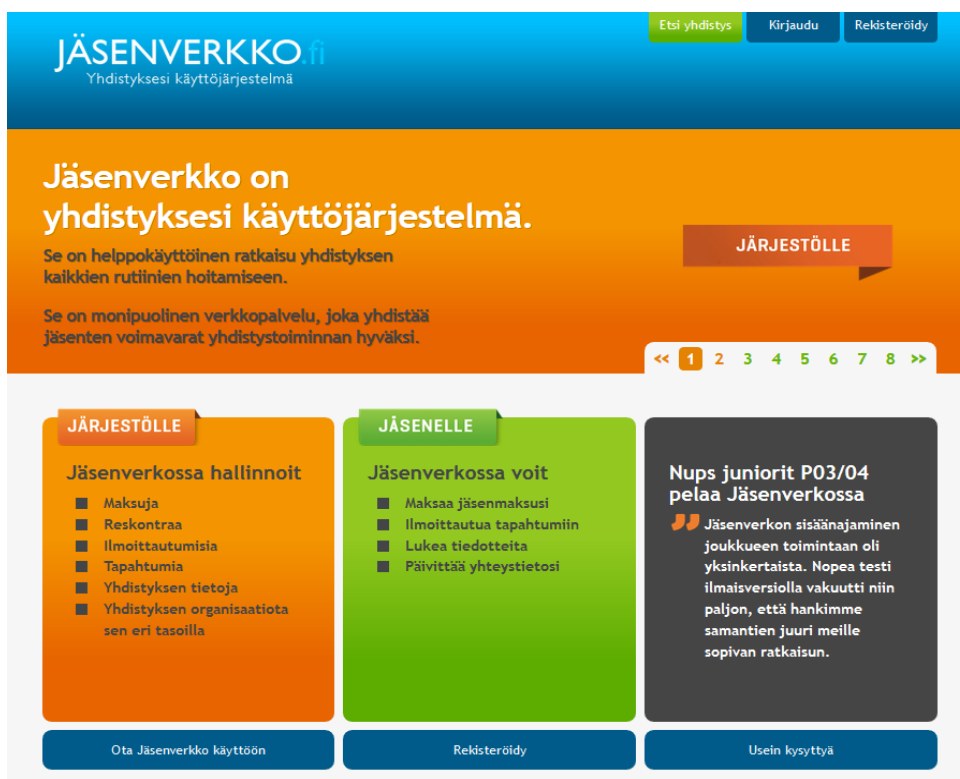 Etsi yhdistys
Kirjaudu
Rekisteröidy
JÄSENVERKKO.fi
Yhdistyksesi käyttöjärjestelmä
Jäsenverkko on
yhdistyksesi käyttöjärjestelmä.
Se on helppokäyttöinen ratkaisu yhdistyksen
kaikkien rutiinien hoitamiseen.
Se on monipuolinen verkkopalvelu, joka yhdistää
jäsenten voimavarat yhdistystoiminnan hyväksi.
JÄRJESTÖLLE
<< 1 2 3 4 5 6 7 8 >>
JÄRJESTÖLLE
Jäsenverkossa hallinnoit
Maksuja
Reskontraa
Ilmoittautumisia
Tapahtumia
Yhdistyksen tietoja
Yhdistyksen organisaatiota
sen eri tasoilla
JÄSENELLE
Jäsenverkossa voit
Maksaa jäsenmaksusi
Ilmoittautua tapahtumiin
Lukea tiedotteita
Päivittää yhteystietosi
Nups juniorit P03/04
pelaa Jäsenverkossa
Jäsenverkon sisäänajaminen
joukkueen toimintaan oli
yksinkertaista. Nopea testi
ilmaisversiolla vakuutti niin
paljon, että hankimme
samantien juuri meille
sopivan ratkaisun.
Ota Jäsenverkko käyttöön
Rekisteröidy
Usein kysyttyä